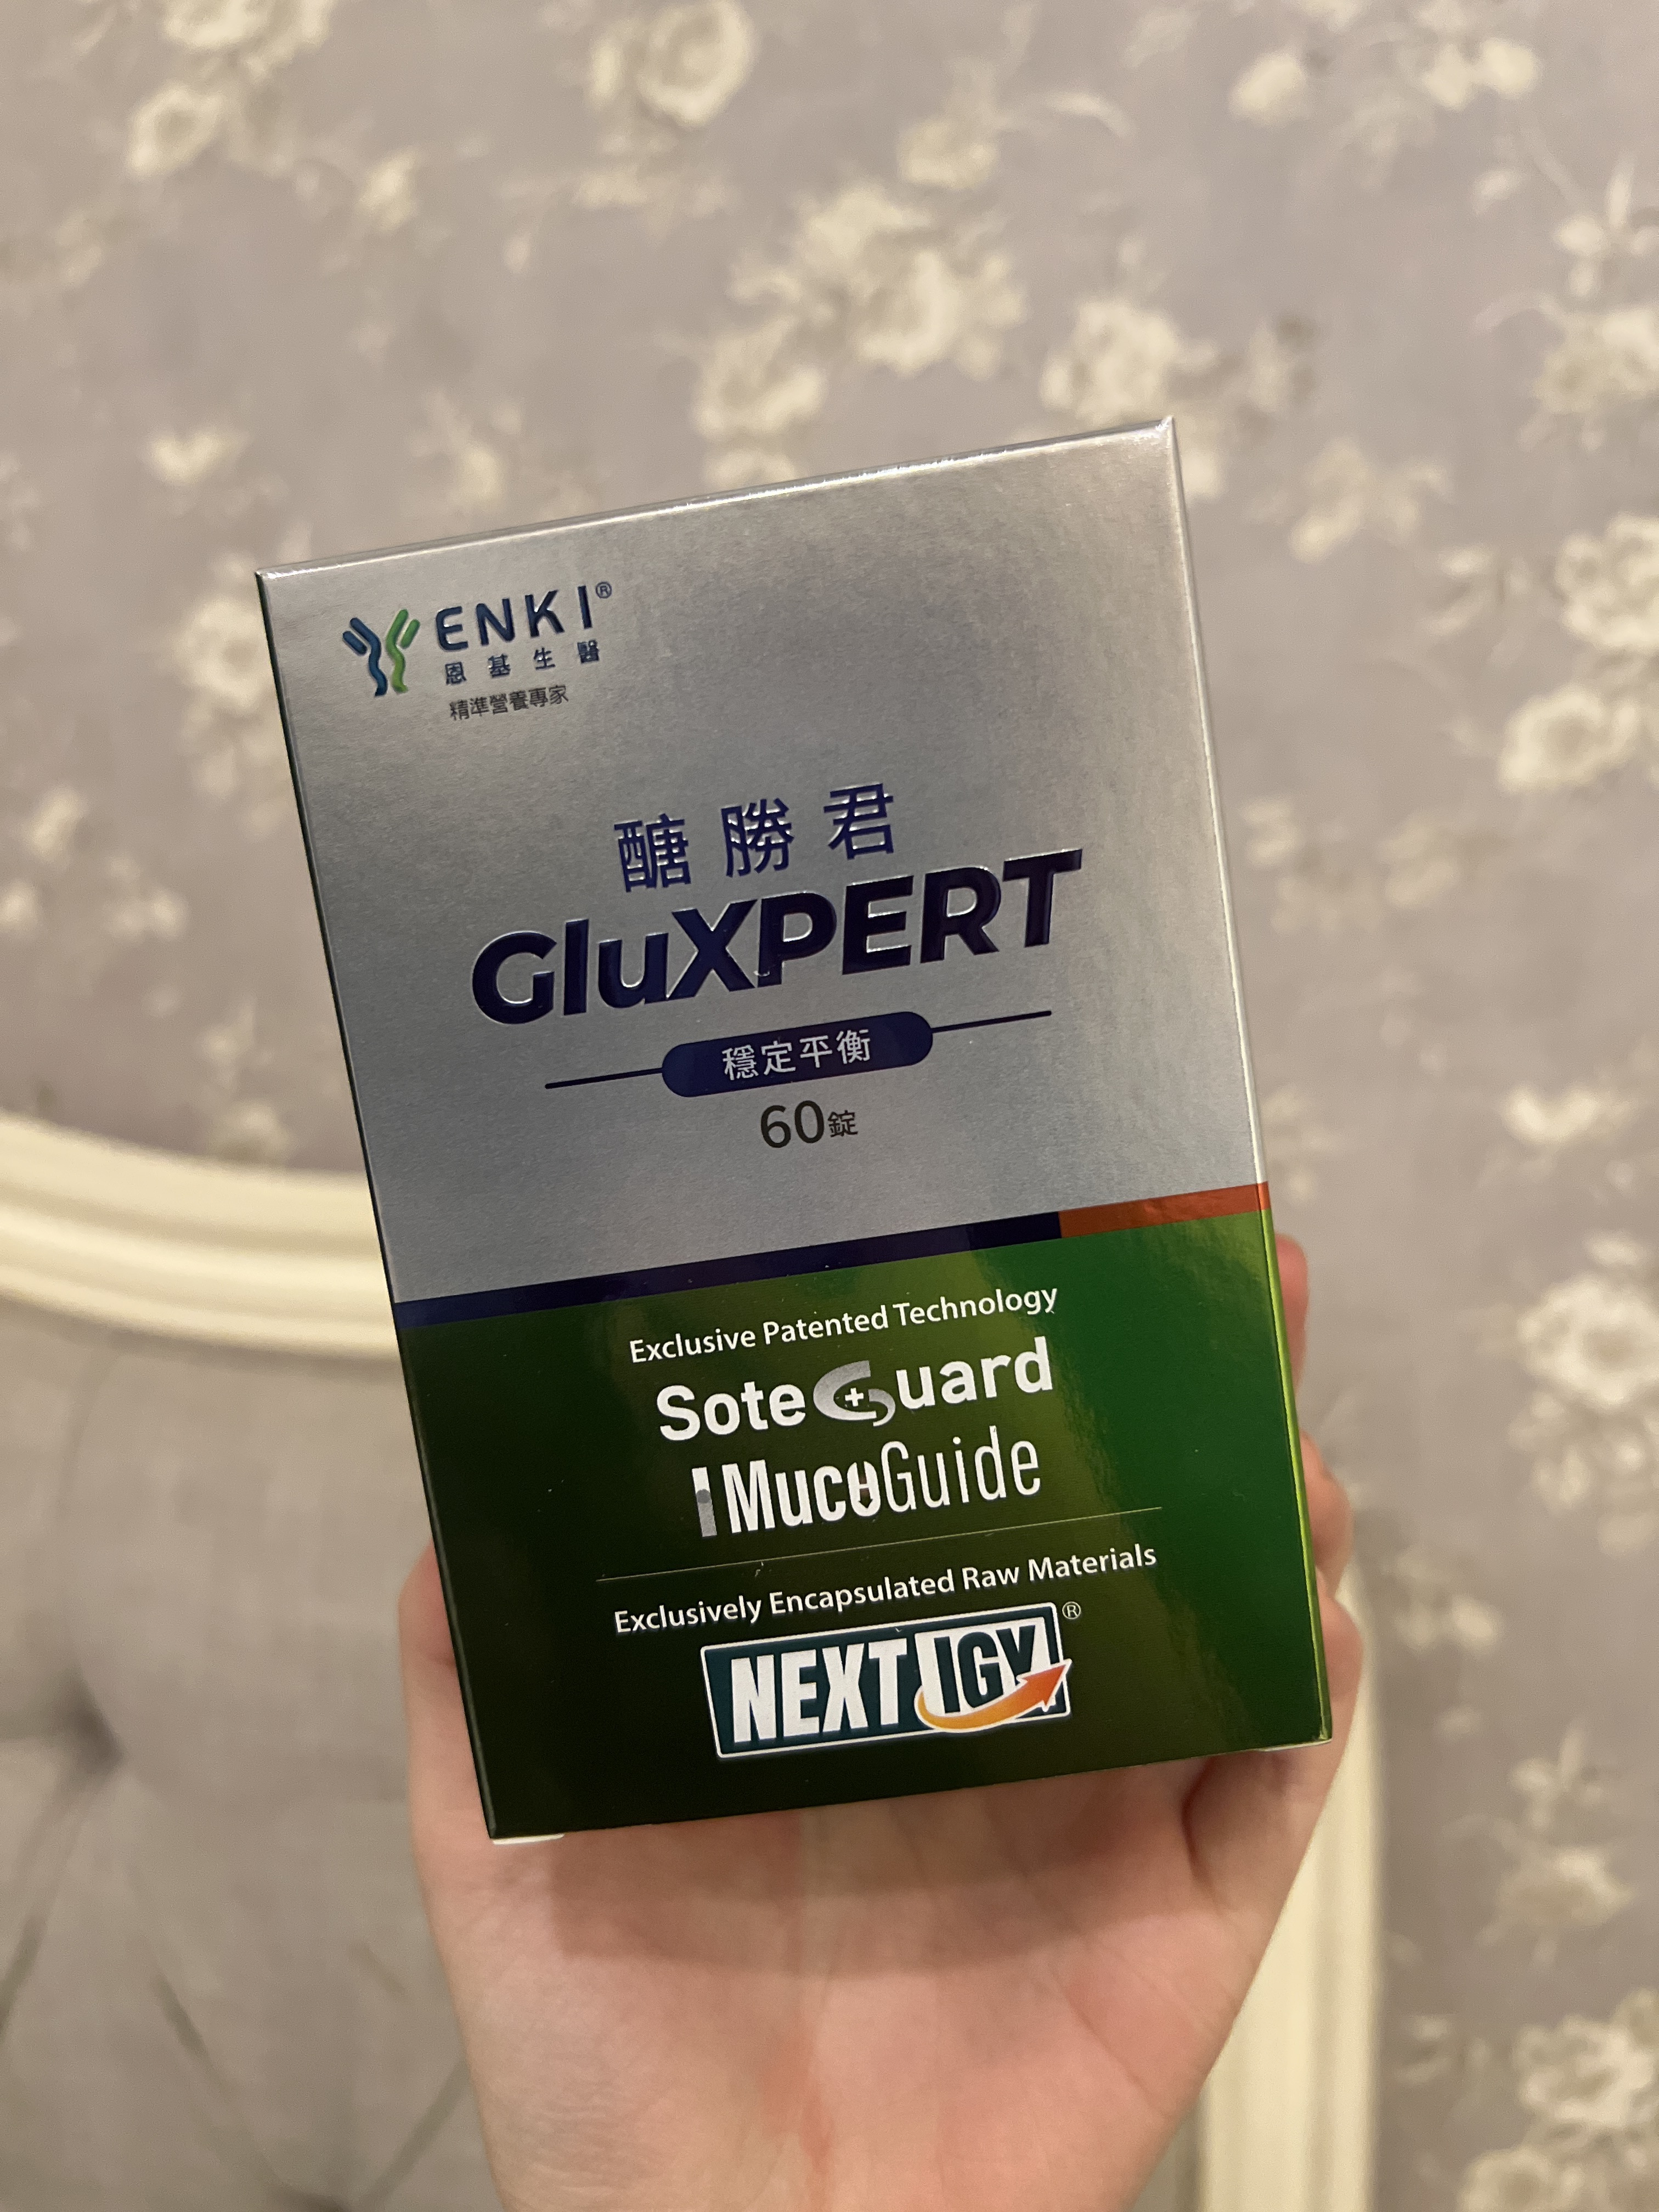 ENKI®
恩基生醫
精準營養專家
醣勝君
GluXPERT
穩定平衡
60錠
Exclusive Patented Technology
SoteGuard
MucoGuide
Exclusively Encapsulated Raw Materials
NEXT IGY®